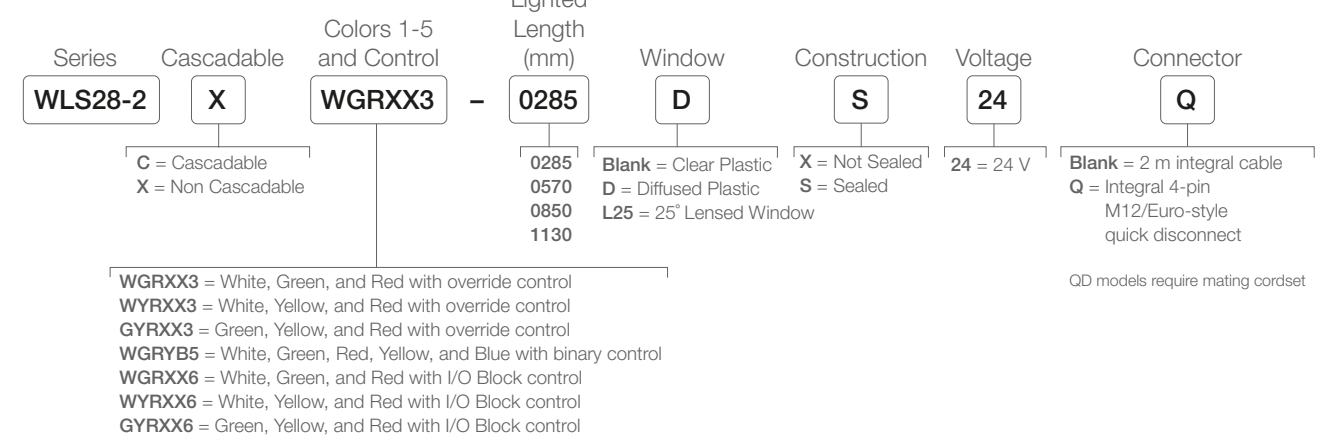 Lighted
Colors 1-5
Length
Series
Cascadable
and Control
(mm)
Window
Construction
Voltage
Connector
WLS28-2
X
WGRXX3
–
0285
D
S
24
Q
C = Cascadable
X = Non Cascadable
0285
0570
0850
1130
Blank = Clear Plastic
D = Diffused Plastic
L25 = 25° Lensed Window
X = Not Sealed
S = Sealed
24 = 24 V
Blank = 2 m integral cable
Q = Integral 4-pin
M12/Euro-style
quick disconnect
QD models require mating cordset
WGRXX3 = White, Green, and Red with override control
WYRXX3 = White, Yellow, and Red with override control
GYRXX3 = Green, Yellow, and Red with override control
WGRYB5 = White, Green, Red, Yellow, and Blue with binary control
WGRXX6 = White, Green, and Red with I/O Block control
WYRXX6 = White, Yellow, and Red with I/O Block control
GYRXX6 = Green, Yellow, and Red with I/O Block control